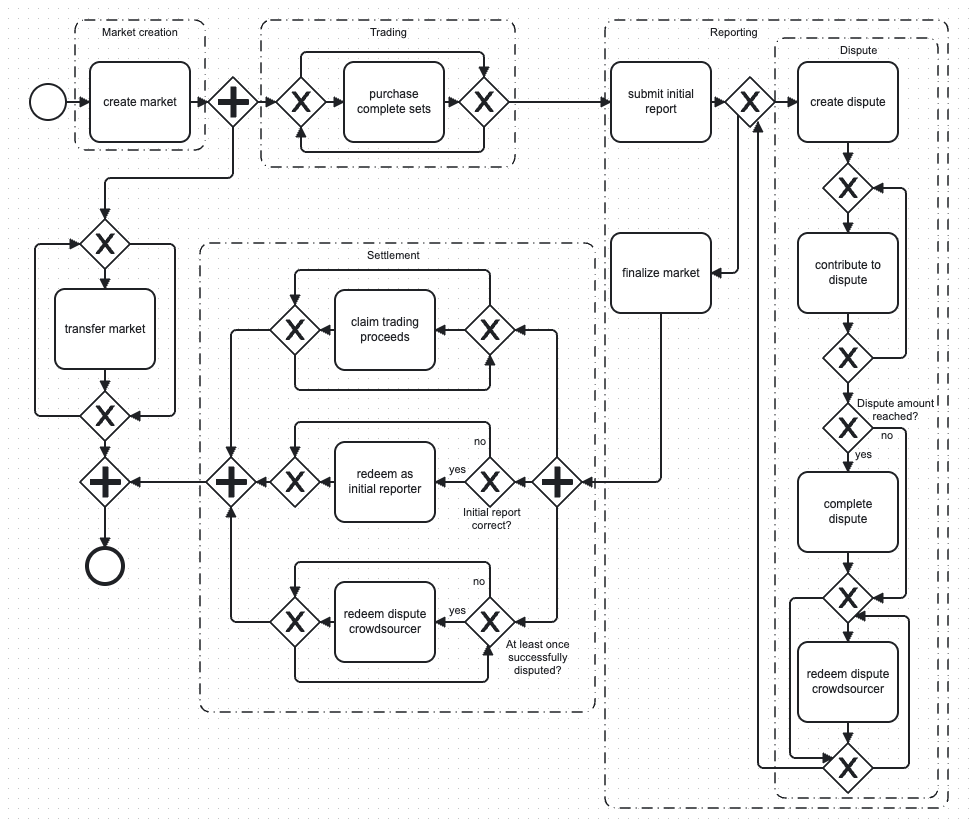 Market creation
Trading
Reporting
Dispute
create market
purchase
complete sets
submit initial
report
create dispute
Settlement
finalize market
contribute to
dispute
transfer market
claim trading
proceeds
Dispute amount
reached?
no
yes
no
yes
redeem as
initial reporter
Initial report
correct?
complete
dispute
no
yes
redeem dispute
crowdsourcer
At least once
successfully
disputed?
redeem dispute
crowdsourcer